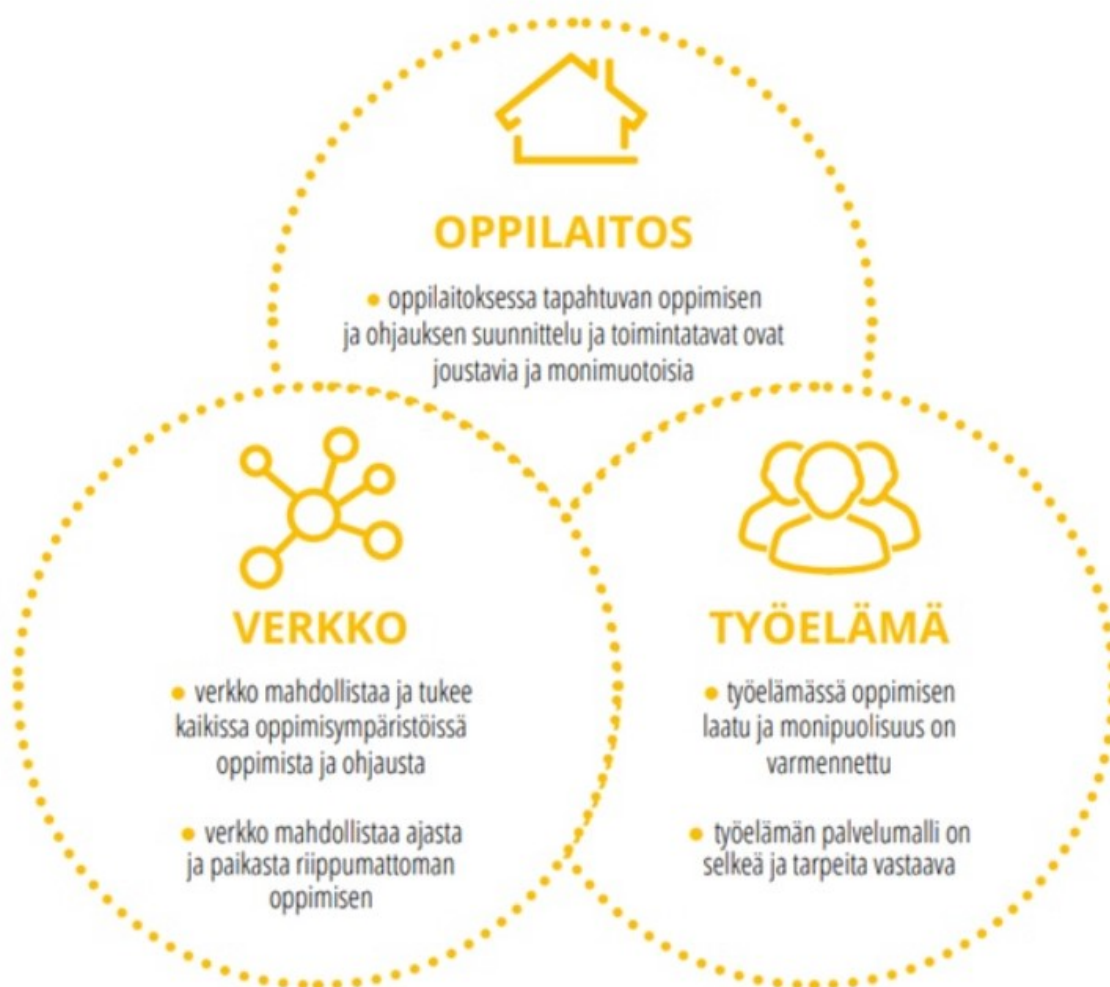 OPPILAITOS
• oppilaitoksessa tapahtuvan oppimisen
ja ohjauksen suunnittelu ja toimintatavat ovat
joustavia ja monimuotoisia
VERKKO
• verkko mahdollistaa ja tukee
kaikissa oppimisympäristöissä
oppimista ja ohjausta
• verkko mahdollistaa ajasta
ja paikasta riippumattoman
oppimisen
TYÖELÄMÄ
• työelämässä oppimisen
laatu ja monipuolisuus on
varmennettu
• työelämän palvelumalli on
selkeä ja tarpeita vastaava